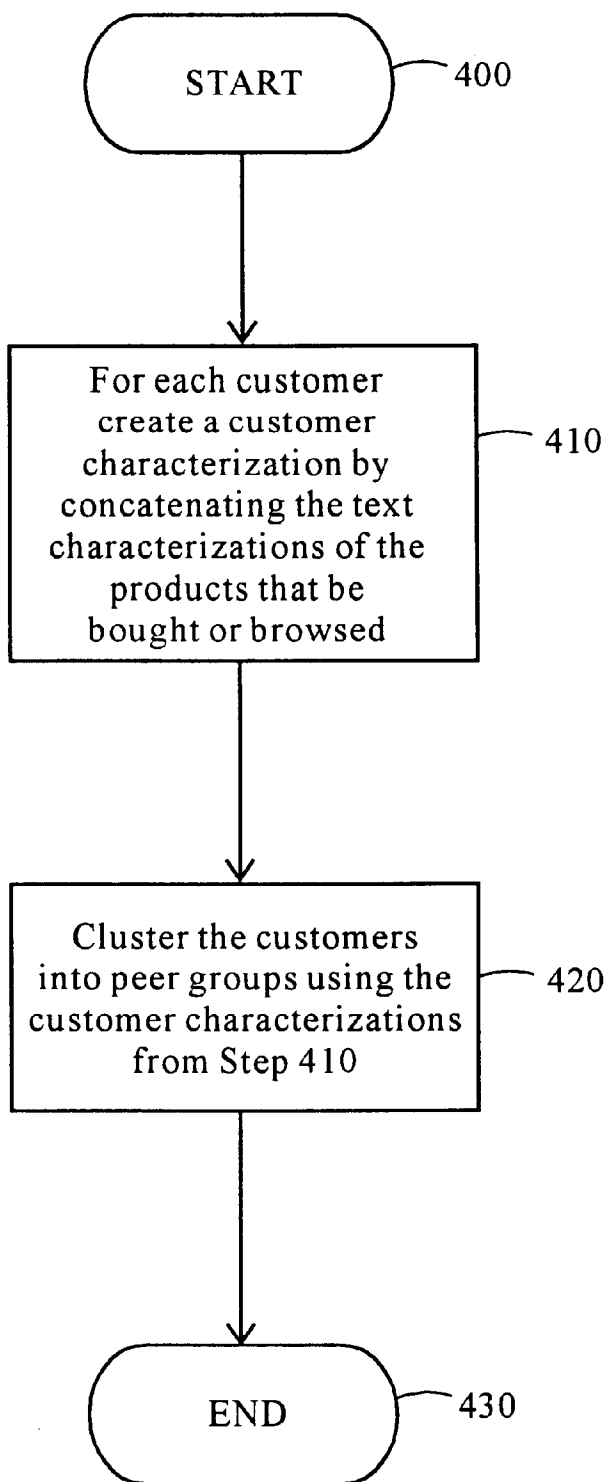 START
400
For each customer
create a customer
characterization by
concatenating the text
characterizations of the
products that be
bought or browsed
410
Cluster the customers
into peer groups using the
customer characterizations
from Step 410
420
END
430